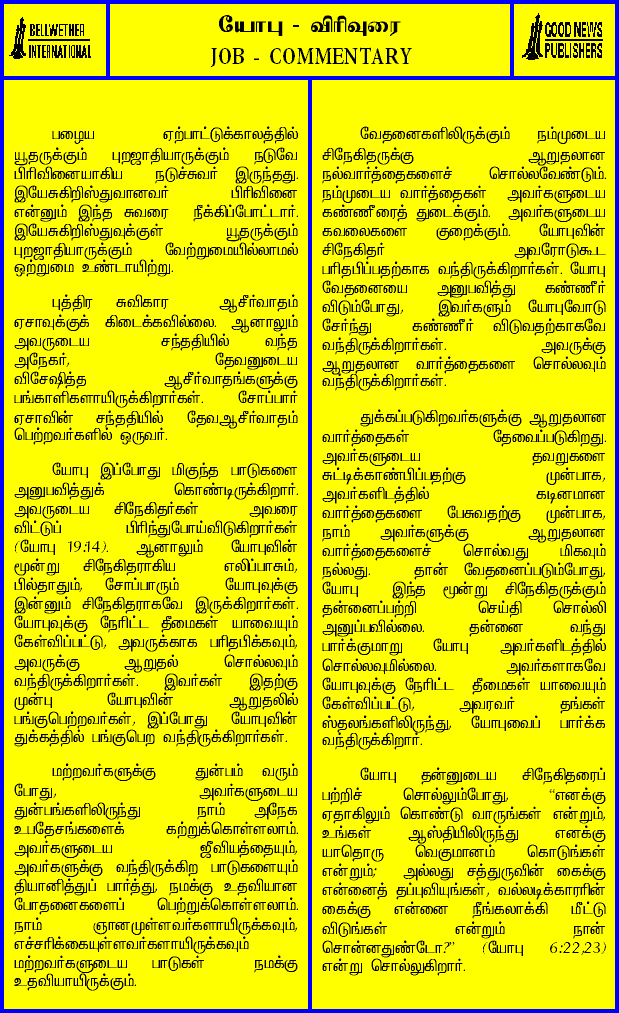 BELLWETHER
INTERNATIONAL
யோபு - விரிவுரை
JOB - COMMENTARY
GOOD NEWS
PUBLISHERS
பழைய ஏற்பாட்டுக்காலத்தில்
யூதருக்கும் புறஜாதியாருக்கும் நடுவே
பிரிவினையாகிய நடுச்சுவர் இருந்தது.
இயேசுகிறிஸ்துவானவர் பிரிவினை
என்னும் இந்த சுவரை நீக்கிப்போட்டார்.
இயேசுகிறிஸ்துவுக்குள் யூதருக்கும்
புறஜாதியாருக்கும் வேற்றுமையில்லாமல்
ஒற்றுமை உண்டாயிற்று.
புத்திர சுவிகார ஆசீர்வாதம்
ஏசாவுக்குக் கிடைக்கவில்லை. ஆனாலும்
அவருடைய சந்ததியில் வந்த
அநேகர், தேவனுடைய
விசேஷித்த ஆசீர்வாதங்களுக்கு
பங்காளிகளாயிருக்கிறார்கள். சோப்பார்
ஏசாவின் சந்ததியில் தேவஆசீர்வாதம்
பெற்றவர்களில் ஒருவர்.
யோபு இப்போது மிகுந்த பாடுகளை
அனுபவித்துக் கொண்டிருக்கிறார்.
அவருடைய சிநேகிதர்கள் அவரை
விட்டுப் பிரிந்துபோய்விடுகிறார்கள்
(யோபு 19:14). ஆனாலும் யோபுவின்
மூன்று சிநேகிதராகிய எலிப்பாசும்,
பில்தாதும், சோப்பாரும் யோபுவுக்கு
இன்னும் சிநேகிதராகவே இருக்கிறார்கள்.
யோபுவுக்கு நேரிட்ட தீமைகள் யாவையும்
கேள்விப்பட்டு, அவருக்காக பரிதபிக்கவும்,
அவருக்கு ஆறுதல் சொல்லவும்
வந்திருக்கிறார்கள். இவர்கள் இதற்கு
முன்பு யோபுவின் ஆறுதலில்
பங்குபெற்றவர்கள், இப்போது யோபுவின்
துக்கத்தில் பங்குபெற வந்திருக்கிறார்கள்.
மற்றவர்களுக்கு துன்பம் வரும்
போது, அவர்களுடைய
துன்பங்களிலிருந்து நாம் அநேக
உபதேசங்களைக் கற்றுக்கொள்ளலாம்.
அவர்களுடைய ஜீவியத்தையும்,
அவர்களுக்கு வந்திருக்கிற பாடுகளையும்
தியானித்துப் பார்த்து, நமக்கு உதவியான
போதனைகளைப் பெற்றுக்கொள்ளலாம்.
நாம் ஞானமுள்ளவர்களாயிருக்கவும்,
எச்சரிக்கையுள்ளவர்களாயிருக்கவும்
மற்றவர்களுடைய பாடுகள் நமக்கு
உதவியாயிருக்கும்.
வேதனைகளிலிருக்கும் நம்முடைய
சிநேகிதருக்கு ஆறுதலான
நல்வார்த்தைகளைச் சொல்லவேண்டும்.
நம்முடைய வார்த்தைகள் அவர்களுடைய
கண்ணீரைத் துடைக்கும். அவர்களுடைய
கவலைகளை குறைக்கும். யோபுவின்
சிநேகிதர் அவரோடுகூட
பரிதபிப்பதற்காக வந்திருக்கிறார்கள். யோபு
வேதனையை அனுபவித்து கண்ணீர்
விடும்போது, இவர்களும் யோபுவோடு
சேர்ந்து கண்ணீர் விடுவதற்காகவே
வந்திருக்கிறார்கள். அவருக்கு
ஆறுதலான வார்த்தைகளை சொல்லவும்
வந்திருக்கிறார்கள்.
துக்கப்படுகிறவர்களுக்கு ஆறுதலான
வார்த்தைகள் தேவைப்படுகிறது.
அவர்களுடைய தவறுகளை
சுட்டிக்காண்பிப்பதற்கு முன்பாக,
அவர்களிடத்தில் கடினமான
வார்த்தைகளை பேசுவதற்கு முன்பாக,
நாம் அவர்களுக்கு ஆறுதலான
வார்த்தைகளைச் சொல்வது மிகவும்
நல்லது. தான் வேதனைப்படும்போது,
யோபு இந்த மூன்று சிநேகிதருக்கும்
தன்னைப்பற்றி செய்தி சொல்லி
அனுப்பவில்லை. தன்னை வந்து
பார்க்குமாறு யோபு அவர்களிடத்தில்
சொல்லவுமில்லை. அவர்களாகவே
யோபுவுக்கு நேரிட்ட தீமைகள் யாவையும்
கேள்விப்பட்டு, அவரவர் தங்கள்
ஸ்தலங்களிலிருந்து, யோபுவைப் பார்க்க
வந்திருக்கிறார்.
யோபு தன்னுடைய சிநேகிதரைப்
பற்றிச் சொல்லும்போது, “எனக்கு
ஏதாகிலும் கொண்டு வாருங்கள் என்றும்,
உங்கள் ஆஸ்தியிலிருந்து எனக்கு
யாதொரு வெகுமானம் கொடுங்கள்
என்றும்; அல்லது சத்துருவின் கைக்கு
என்னைத் தப்புவியுங்கள், வல்லடிக்காரரின்
கைக்கு என்னை நீங்கலாக்கி மீட்டு
விடுங்கள் என்றும் நான்
சொன்னதுண்டோ?” (யோபு 6:22,23)
என்று சொல்லுகிறார்.